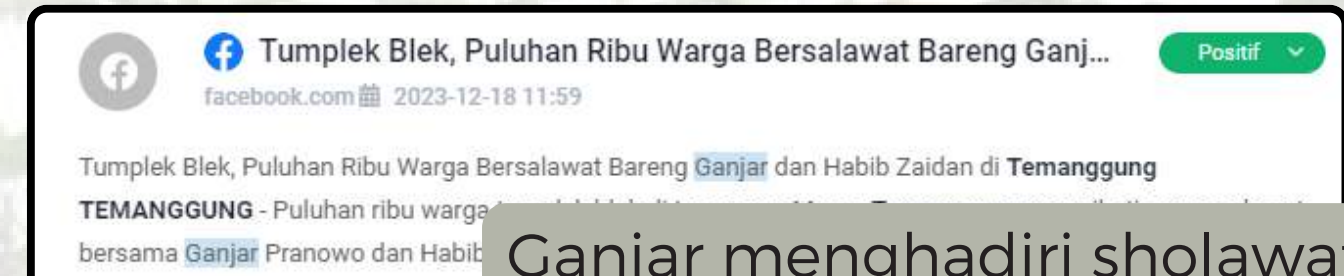 Tumplek Blek, Puluhan Ribu Warga Bersalawat Bareng Ganj...
Positif
facebook.com 2023-12-18 11:59
Tumplek Blek, Puluhan Ribu Warga Bersalawat Bareng Ganjar dan Habib Zaidan di Temanggung
TEMANGGUNG - Puluhan ribu warga
bersama Ganjar Pranowo dan Habib
Ganjar menghadiri sholawa